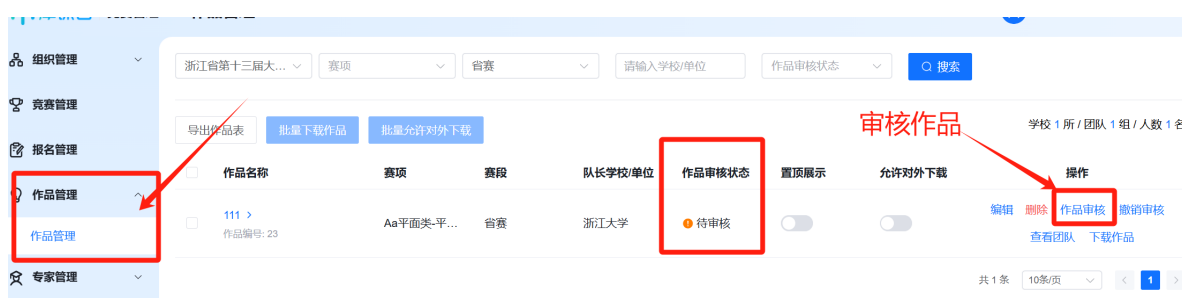 组织管理
浙江省第十三届大...
赛项
省赛
请输入学校/单位
作品审核状态
搜索
竞赛管理
导出作品表
批量下载作品
批量允许对外下载
审核作品
学校 1 所 / 团队 1 组 / 人数 1 名
报名管理
作品名称
赛项
赛段
队长学校/单位
作品审核状态
置顶展示
允许对外下载
操作
作品管理
111 >
作品编号: 23
Aa平面类-平...
省赛
浙江大学
待审核
编辑
删除
作品审核
撤销审核
查看团队
下载作品
作品管理
专家管理
共 1 条
10条/页
1